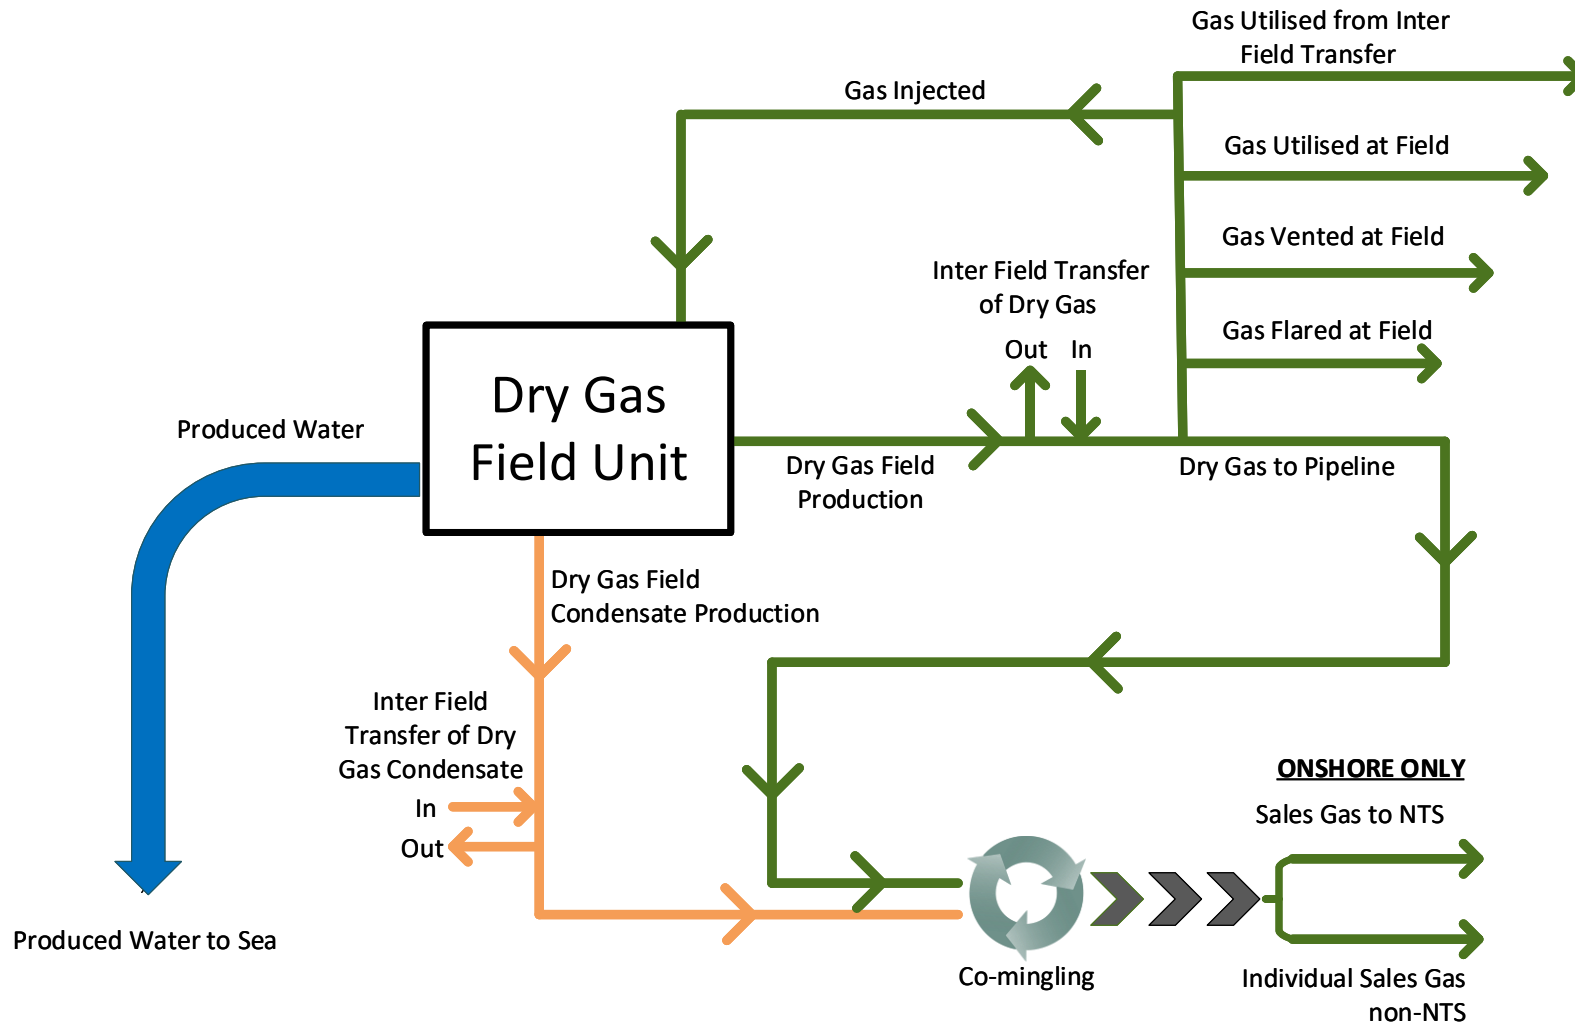 Gas Utilised from Inter
Field Transfer
Gas Injected
Gas Utilised at Field
Gas Vented at Field
Inter Field Transfer
of Dry Gas
Out
In
Gas Flared at Field
Dry Gas
Field Unit
Produced Water
Dry Gas Field
Production
Dry Gas to Pipeline
Dry Gas Field
Condensate Production
Inter Field
Transfer of Dry
Gas Condensate
In
Out
ONSHORE ONLY
Sales Gas to NTS
Produced Water to Sea
Co-mingling
Individual Sales Gas
non-NTS